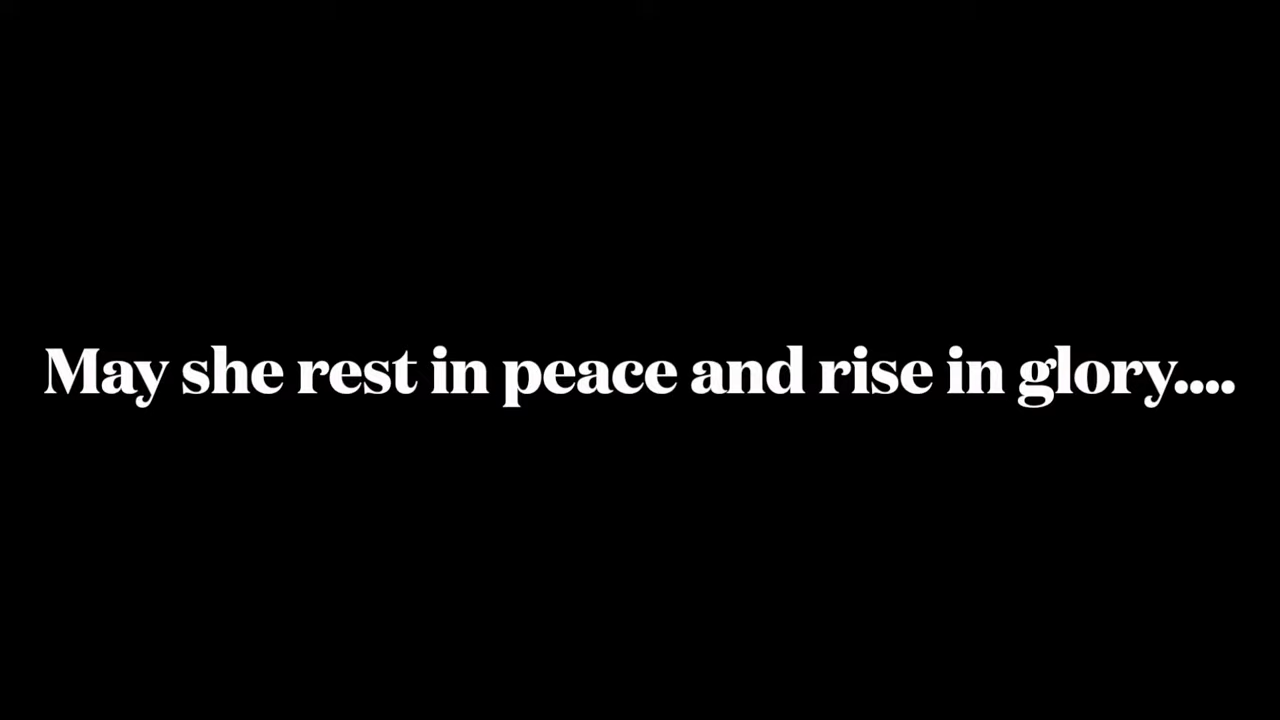 May she rest in peace and rise in glory....